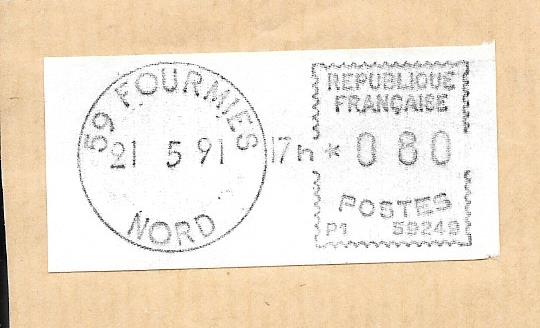 59 FOURMIES
21 5 91 17h
NORD
REPUBLIQUE
FRANÇAISE
* 0 80
POSTES
P1 59249